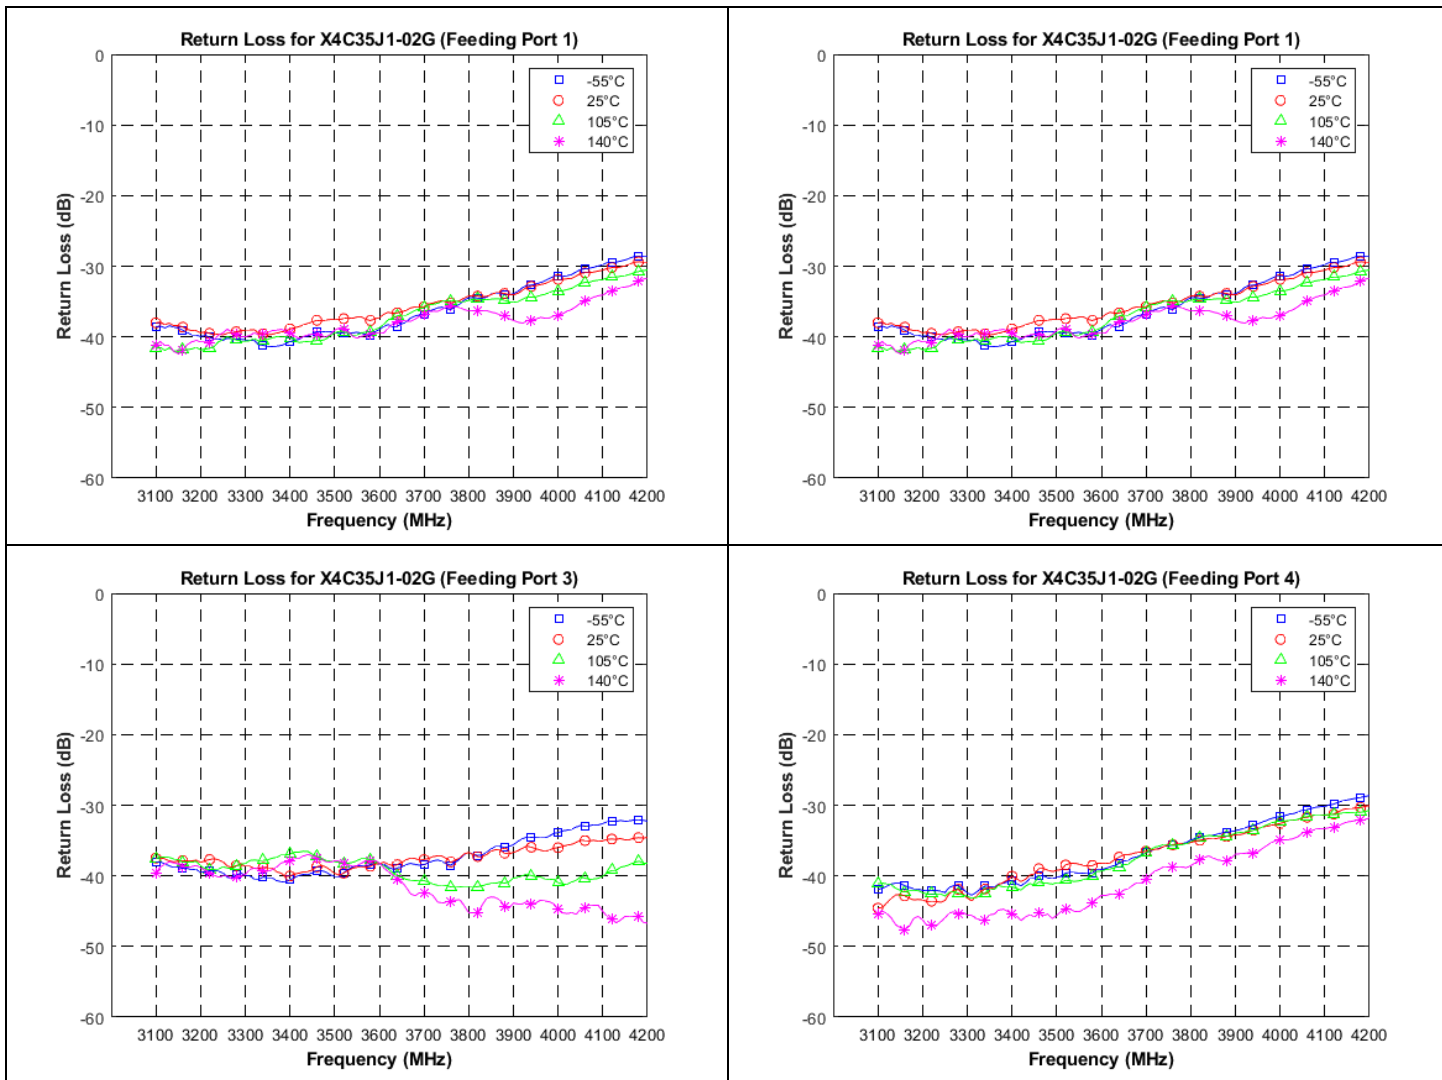 Return Loss for X4C35J1-02G (Feeding Port 1)
0
-10
-20
-30
-40
-50
-60
Return Loss (dB)
-55°C
25°C
105°C
140°C
3100 3200 3300 3400 3500 3600 3700 3800 3900 4000 4100 4200
Frequency (MHz)
Return Loss for X4C35J1-02G (Feeding Port 1)
0
-10
-20
-30
-40
-50
-60
Return Loss (dB)
-55°C
25°C
105°C
140°C
3100 3200 3300 3400 3500 3600 3700 3800 3900 4000 4100 4200
Frequency (MHz)
Return Loss for X4C35J1-02G (Feeding Port 3)
0
-10
-20
-30
-40
-50
-60
Return Loss (dB)
-55°C
25°C
105°C
140°C
3100 3200 3300 3400 3500 3600 3700 3800 3900 4000 4100 4200
Frequency (MHz)
Return Loss for X4C35J1-02G (Feeding Port 4)
0
-10
-20
-30
-40
-50
-60
Return Loss (dB)
-55°C
25°C
105°C
140°C
3100 3200 3300 3400 3500 3600 3700 3800 3900 4000 4100 4200
Frequency (MHz)